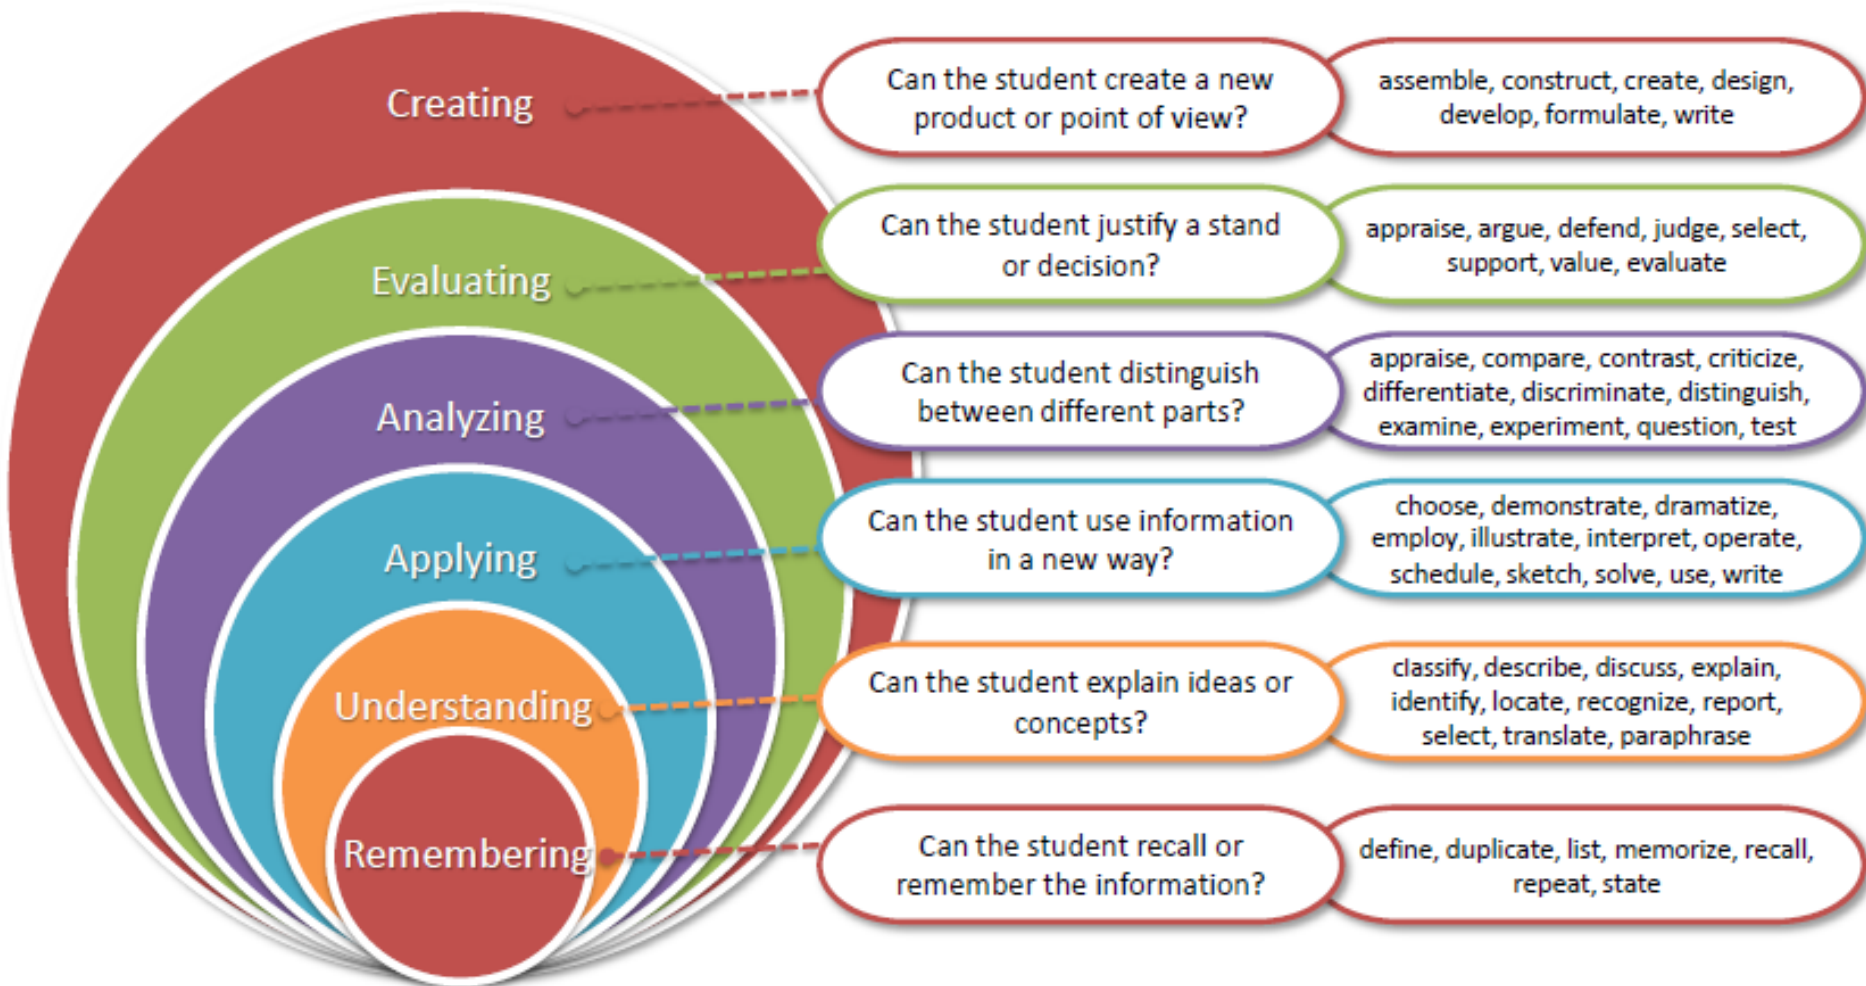 Creating
Can the student create a new
product or point of view?
assemble, construct, create, design,
develop, formulate, write
Evaluating
Can the student justify a stand
or decision?
appraise, argue, defend, judge, select,
support, value, evaluate
Analyzing
Can the student distinguish
between different parts?
appraise, compare, contrast, criticize,
differentiate, discriminate, distinguish,
examine, experiment, question, test
Applying
Can the student use information
in a new way?
choose, demonstrate, dramatize,
employ, illustrate, interpret, operate,
schedule, sketch, solve, use, write
Understanding
Can the student explain ideas or
concepts?
classify, describe, discuss, explain,
identify, locate, recognize, report,
select, translate, paraphrase
Remembering
Can the student recall or
remember the information?
define, duplicate, list, memorize, recall,
repeat, state